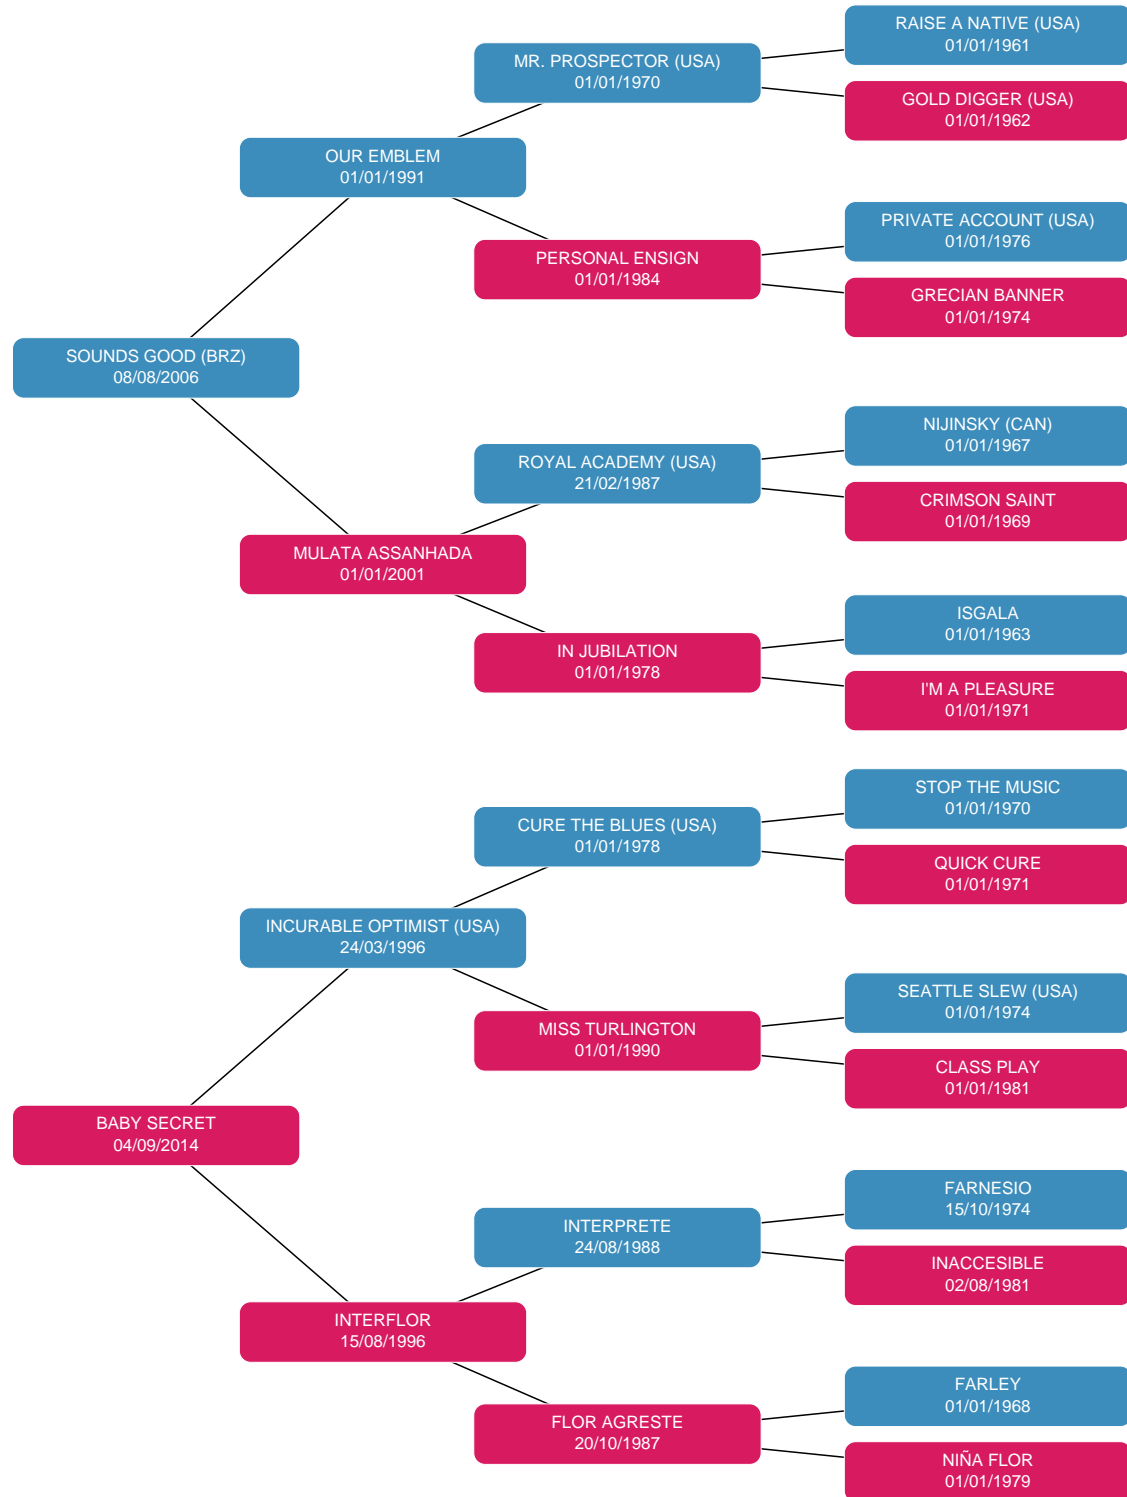 RAISE A NATIVE (USA)
01/01/1961
MR. PROSPECTOR (USA)
01/01/1970
GOLD DIGGER (USA)
01/01/1962
OUR EMBLEM
01/01/1991
PRIVATE ACCOUNT (USA)
01/01/1976
PERSONAL ENSIGN
01/01/1984
GRECIAN BANNER
01/01/1974
SOUNDS GOOD (BRZ)
08/08/2006
NIJINSKY (CAN)
01/01/1967
ROYAL ACADEMY (USA)
21/02/1987
CRIMSON SAINT
01/01/1969
MULATA ASSANHADA
01/01/2001
ISGALA
01/01/1963
IN JUBILATION
01/01/1978
I'M A PLEASURE
01/01/1971
STOP THE MUSIC
01/01/1970
CURE THE BLUES (USA)
01/01/1978
QUICK CURE
01/01/1971
INCURABLE OPTIMIST (USA)
24/03/1996
SEATTLE SLEW (USA)
01/01/1974
MISS TURLINGTON
01/01/1990
CLASS PLAY
01/01/1981
BABY SECRET
04/09/2014
FARNESIO
15/10/1974
INTERPRETE
24/08/1988
INACCESIBLE
02/08/1981
INTERFLOR
15/08/1996
FARLEY
01/01/1968
FLOR AGRESTE
20/10/1987
NIÑA FLOR
01/01/1979